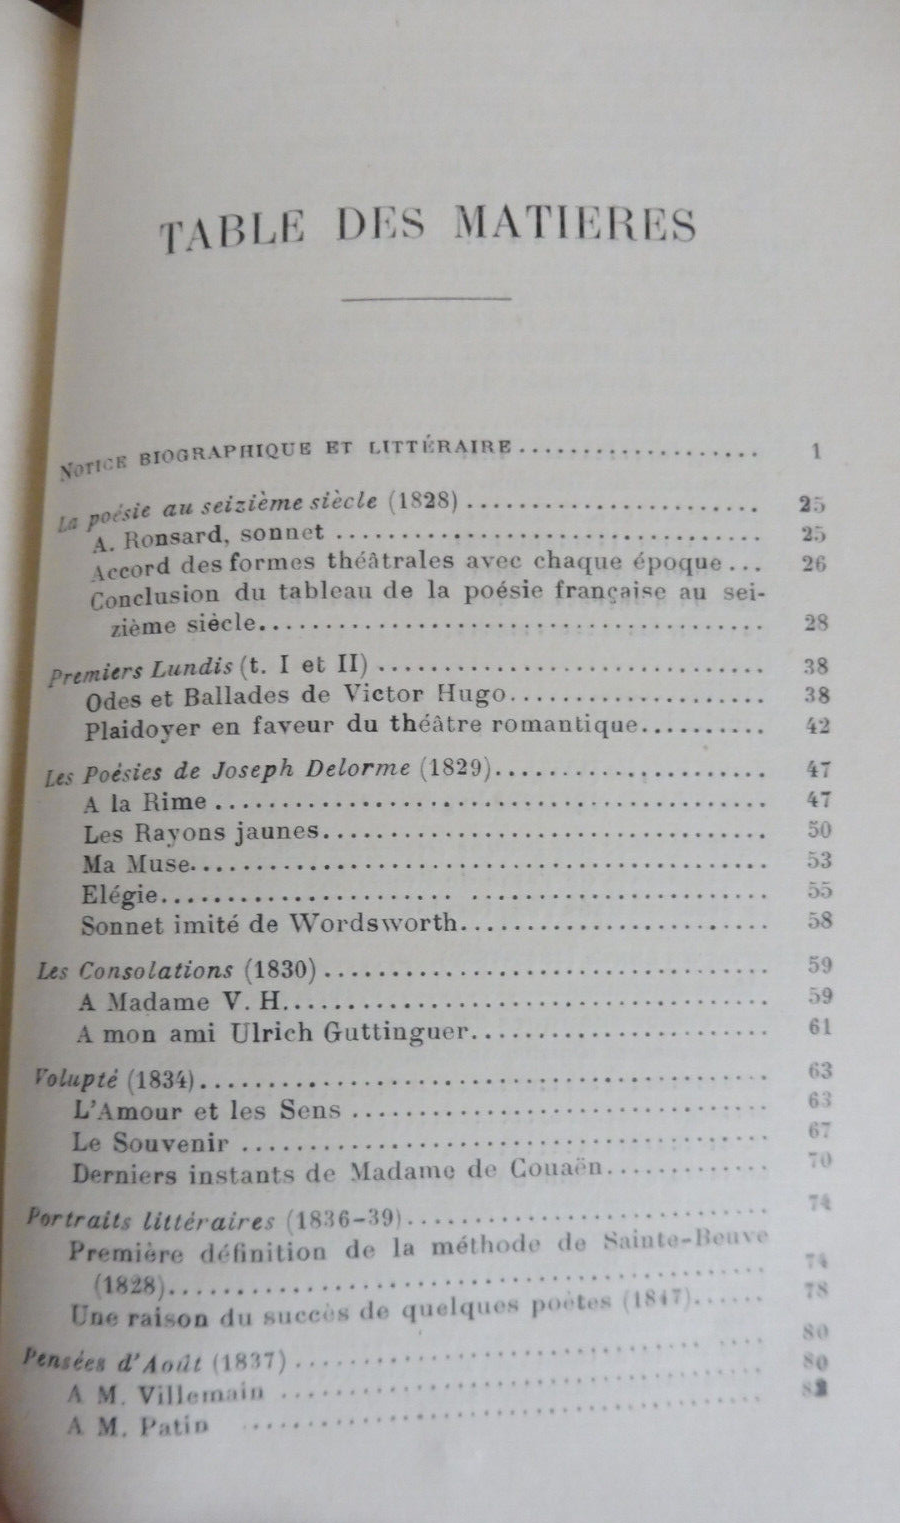 TABLE DES MATIERES
NOTICE BIOGRAPHIQUE ET LITTÉRAIRE.................... 1
La poésie au seizième siècle (1828) ...................... 25
A. Ronsard, sonnet ................................. 25
Accord des formes théâtrales avec chaque époque ... 26
Conclusion du tableau de la poésie française au sei-
zième siècle....................................... 28
Premiers Lundis (t. I et II) ............................. 38
Odes et Ballades de Victor Hugo.................... 38
Plaidoyer en faveur du théâtre romantique.......... 42
Les Poésies de Joseph Delorme (1829)..................... 47
A la Rime ......................................... 47
Les Rayons jaunes.................................. 50
Ma Muse............................................ 53
Elégie...................... ....................... 55
Sonnet imité de Wordsworth........................ 58
Les Consolations (1830) ................................. 59
A Madame V. H..................................... 59
A mon ami Ulrich Guttinguer....................... 61
Volupté (1834)........................................... 63
L'Amour et les Sens ............................... 63
Le Souvenir ....................................... 67
Derniers instants de Madame de Couaën............. 70
Portraits littéraires (1836-39)........................... 74
Première définition de la méthode de Sainte-Beuve
(1828)............................................ 74
Une raison du succès de quelques poètes (1847)...... 78
Pensées d'Août (1837) ........................ .... 80
A M. Villemain .................................... 80
A M. Patin .......................................